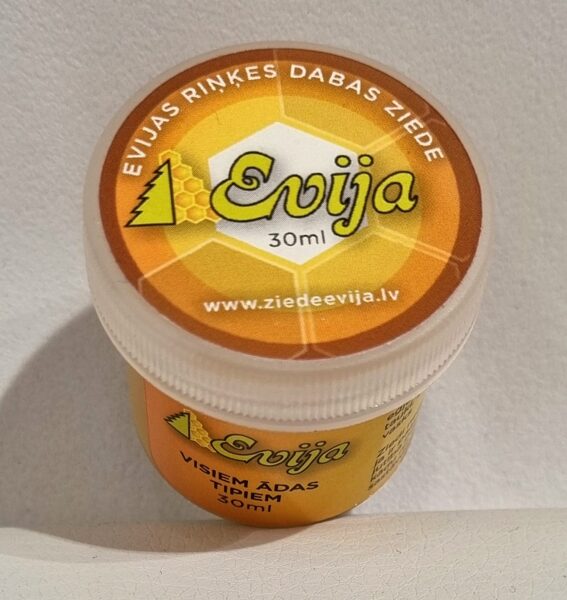 EVIJAS RIŅĶES DABAS ZIEDE
Evija
30ml
www.ziedeevija.lv
Evija
VISIEM ĀDAS
TIPIEM
30ml